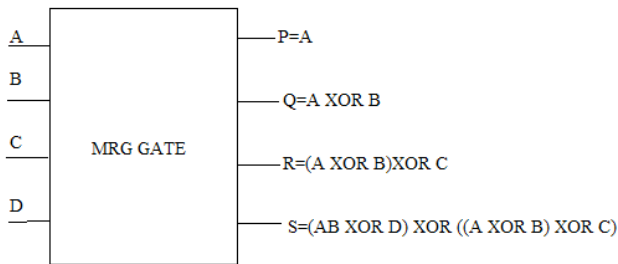 A
P=A
B
Q=A XOR B
C
MRG GATE
R=(A XOR B)XOR C
D
S=(AB XOR D) XOR ((A XOR B) XOR C)